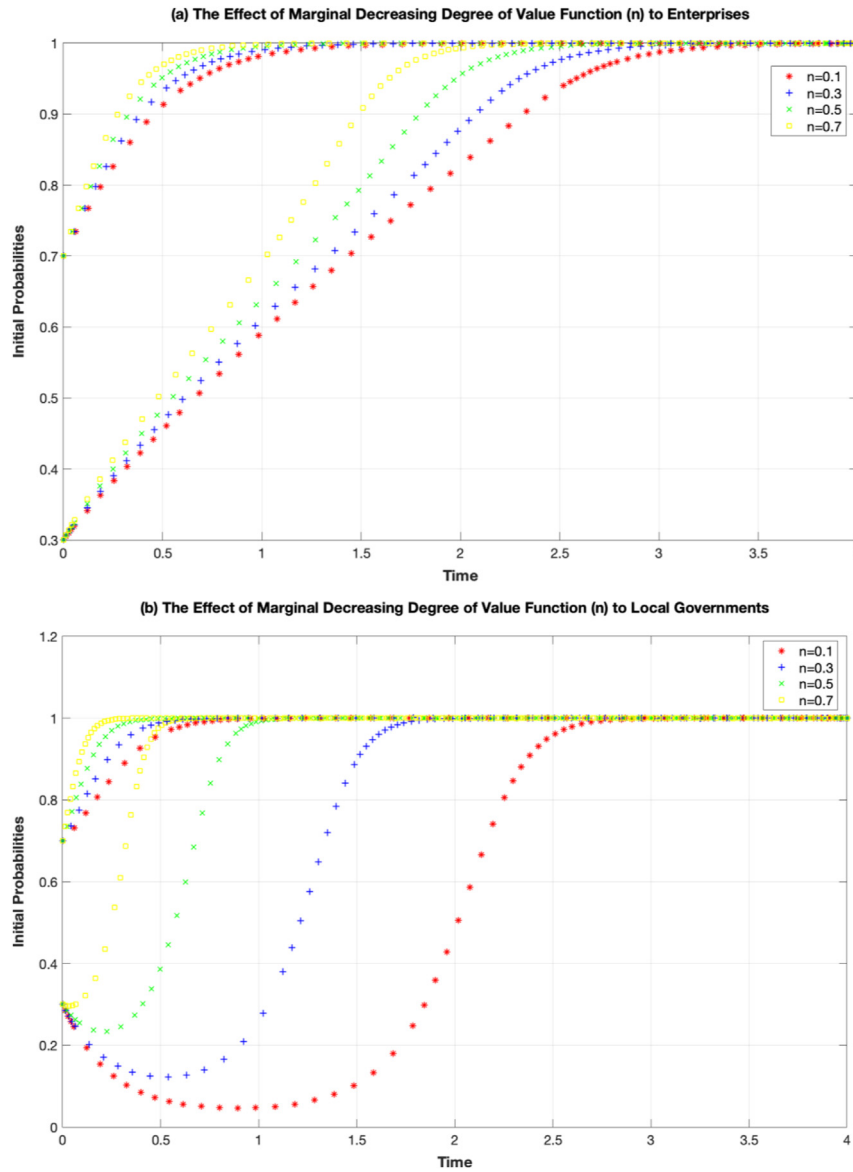 (a) The Effect of Marginal Decreasing Degree of Value Function (n) to Enterprises
1
0.9
0.8
0.7
0.6
0.5
0.4
0.3
Initial Probabilities
n=0.1
n=0.3
n=0.5
n=0.7
0 0.5 1 1.5 2 2.5 3 3.5
Time
(b) The Effect of Marginal Decreasing Degree of Value Function (n) to Local Governments
1.2
1
0.8
0.6
0.4
0.2
0
Initial Probabilities
n=0.1
n=0.3
n=0.5
n=0.7
0 0.5 1 1.5 2 2.5 3 3.5 4
Time